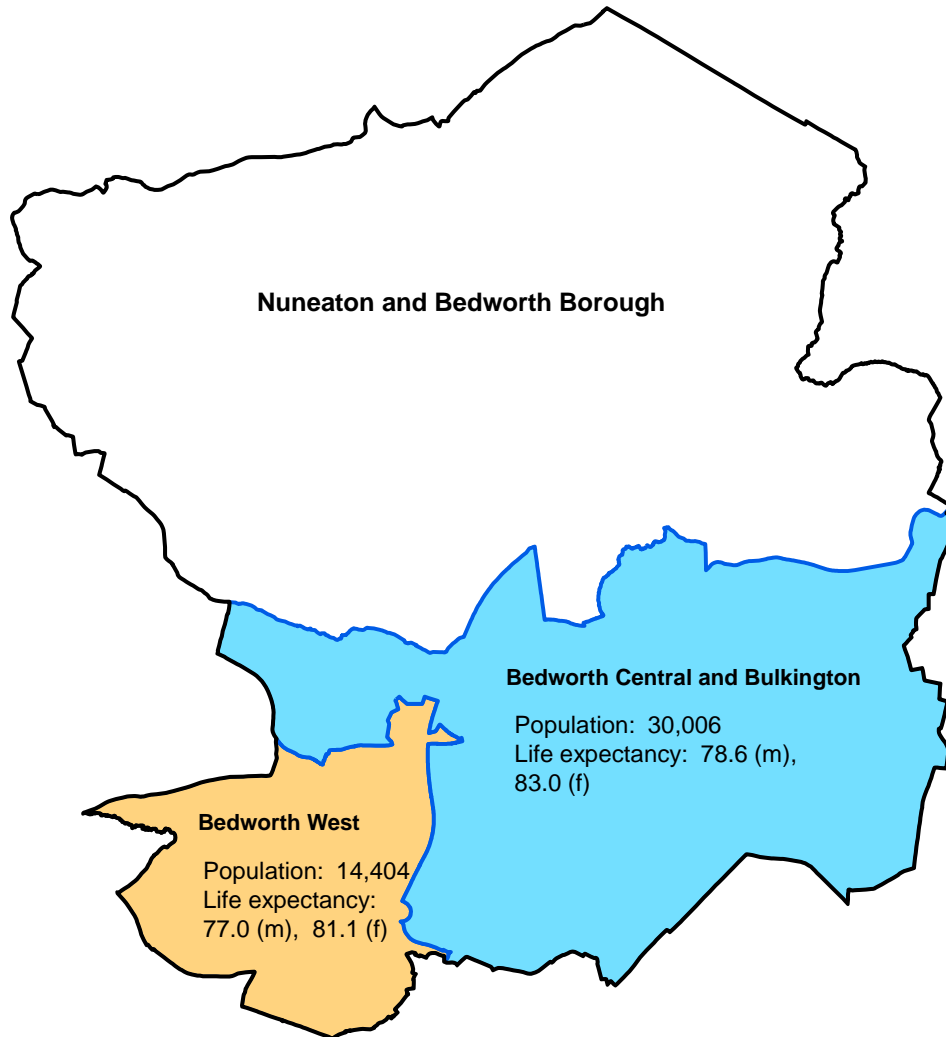 Nuneaton and Bedworth Borough
Bedworth Central and Bulkington
Population: 30,006
Life expectancy: 78.6 (m),
83.0 (f)
Bedworth West
Population: 14,404
Life expectancy:
77.0 (m), 81.1 (f)